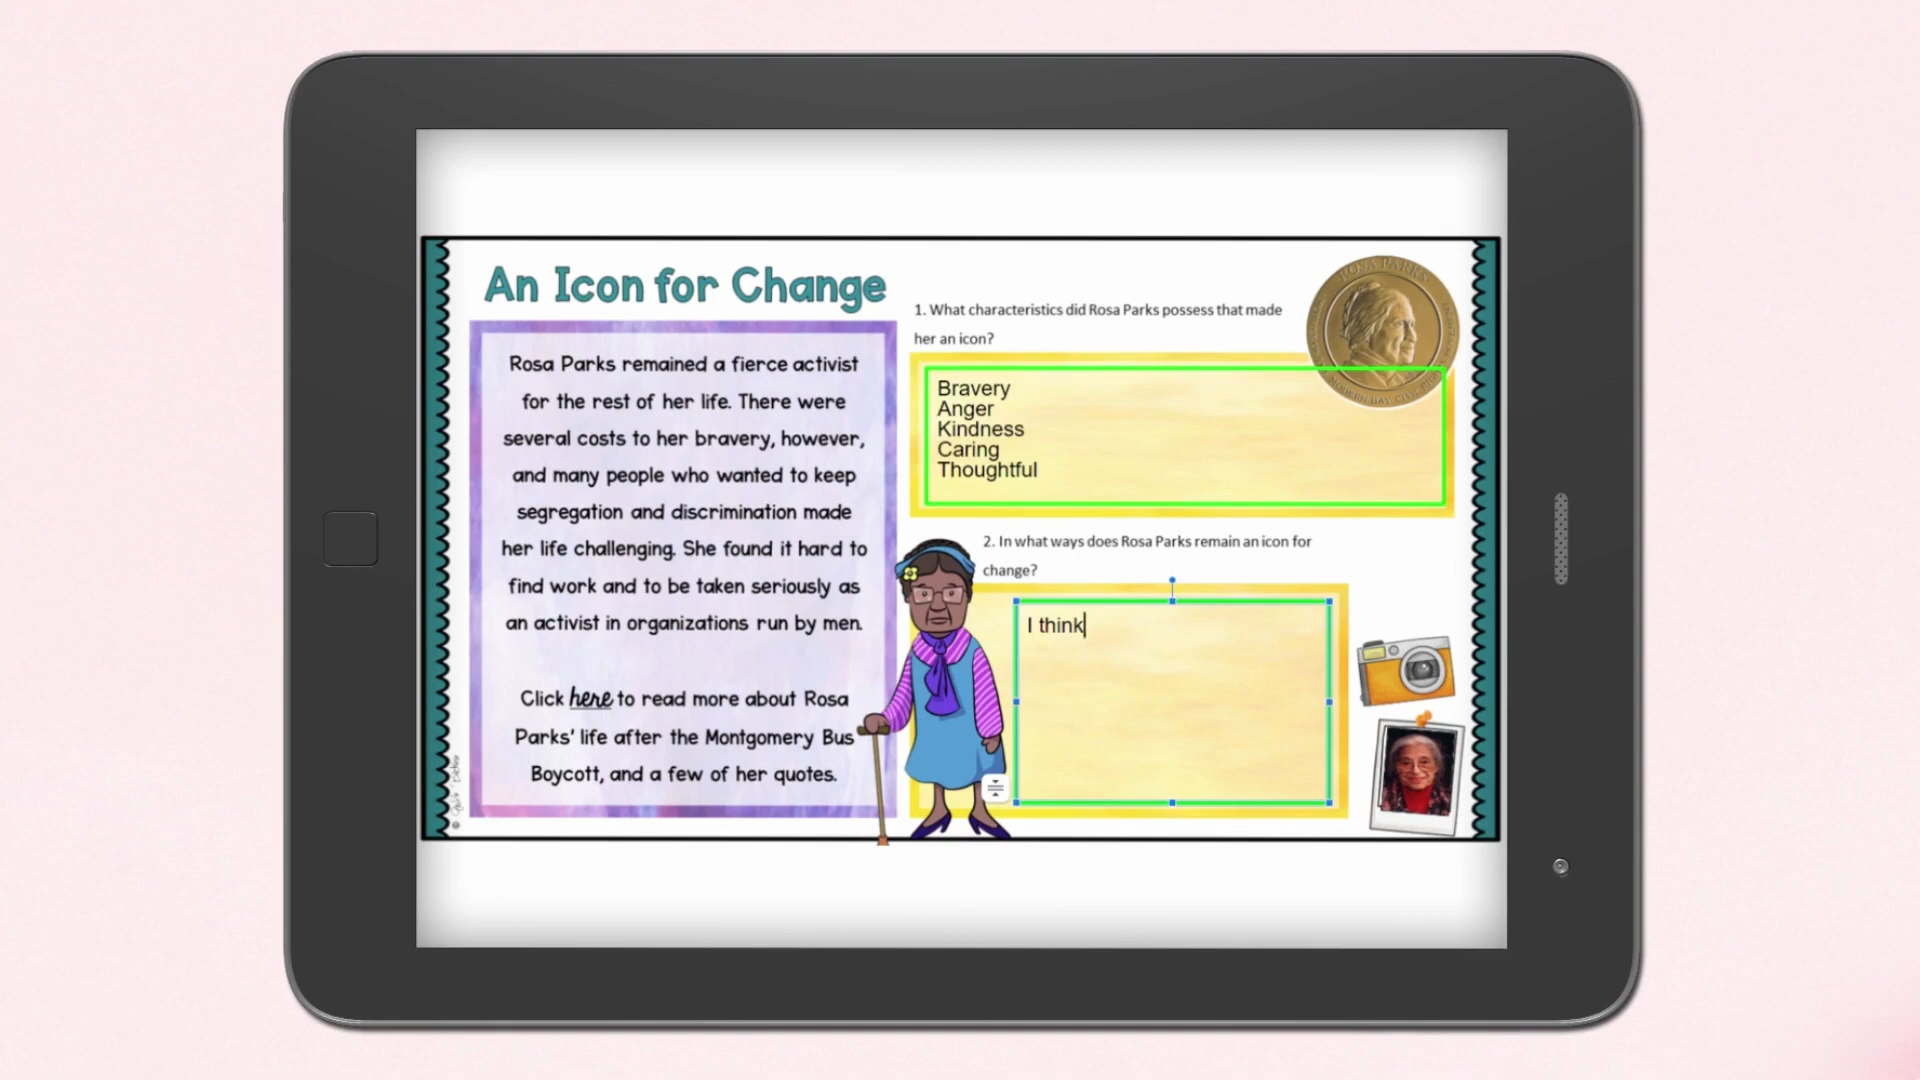 An Icon for Change
Rosa Parks remained a fierce activist
for the rest of her life. There were
several costs to her bravery, however,
and many people who wanted to keep
segregation and discrimination made
her life challenging. She found it hard to
find work and to be taken seriously as
an activist in organizations run by men.
Click here to read more about Rosa
Parks' life after the Montgomery Bus
Boycott, and a few of her quotes.
1. What characteristics did Rosa Parks possess that made
her an icon?
ROSA PARKS
Bravery
Anger
Kindness
Caring
Thoughtful
2. In what ways does Rosa Parks remain an icon for
change?
I think